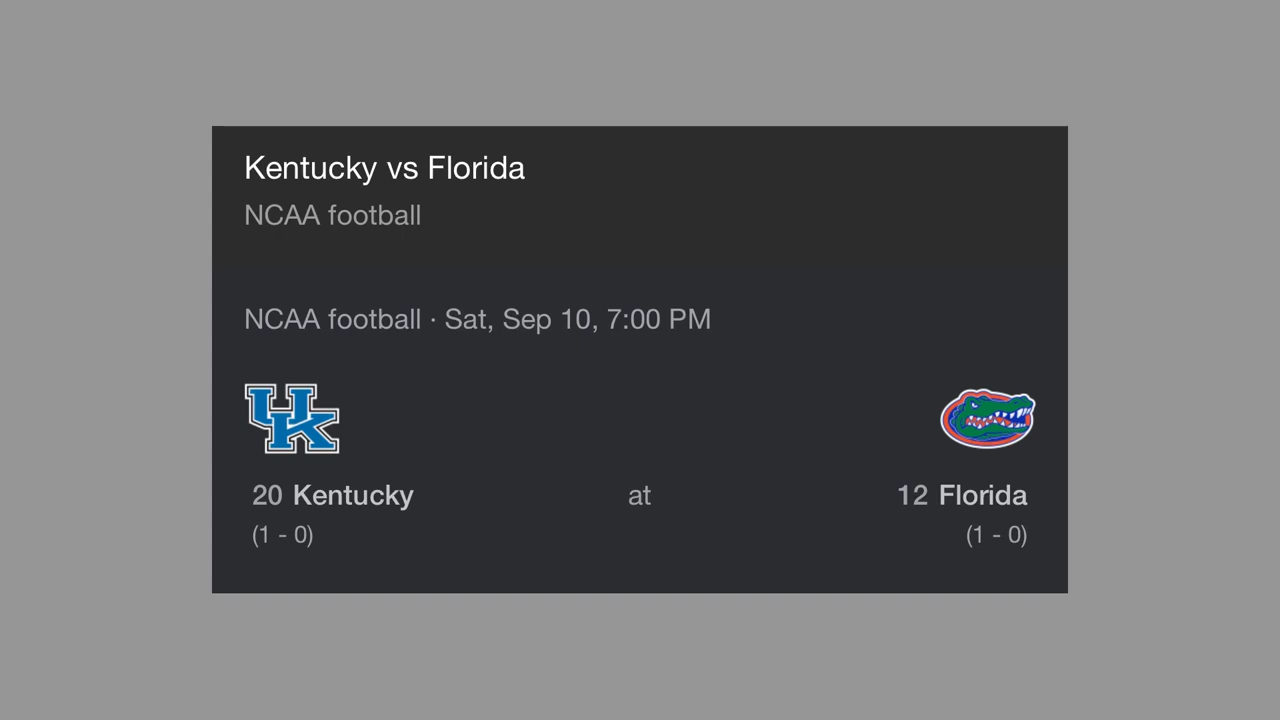 Kentucky vs Florida
NCAA football
NCAA football · Sat, Sep 10, 7:00 PM
UK
20 Kentucky at 12 Florida
(1 - 0) (1 - 0)